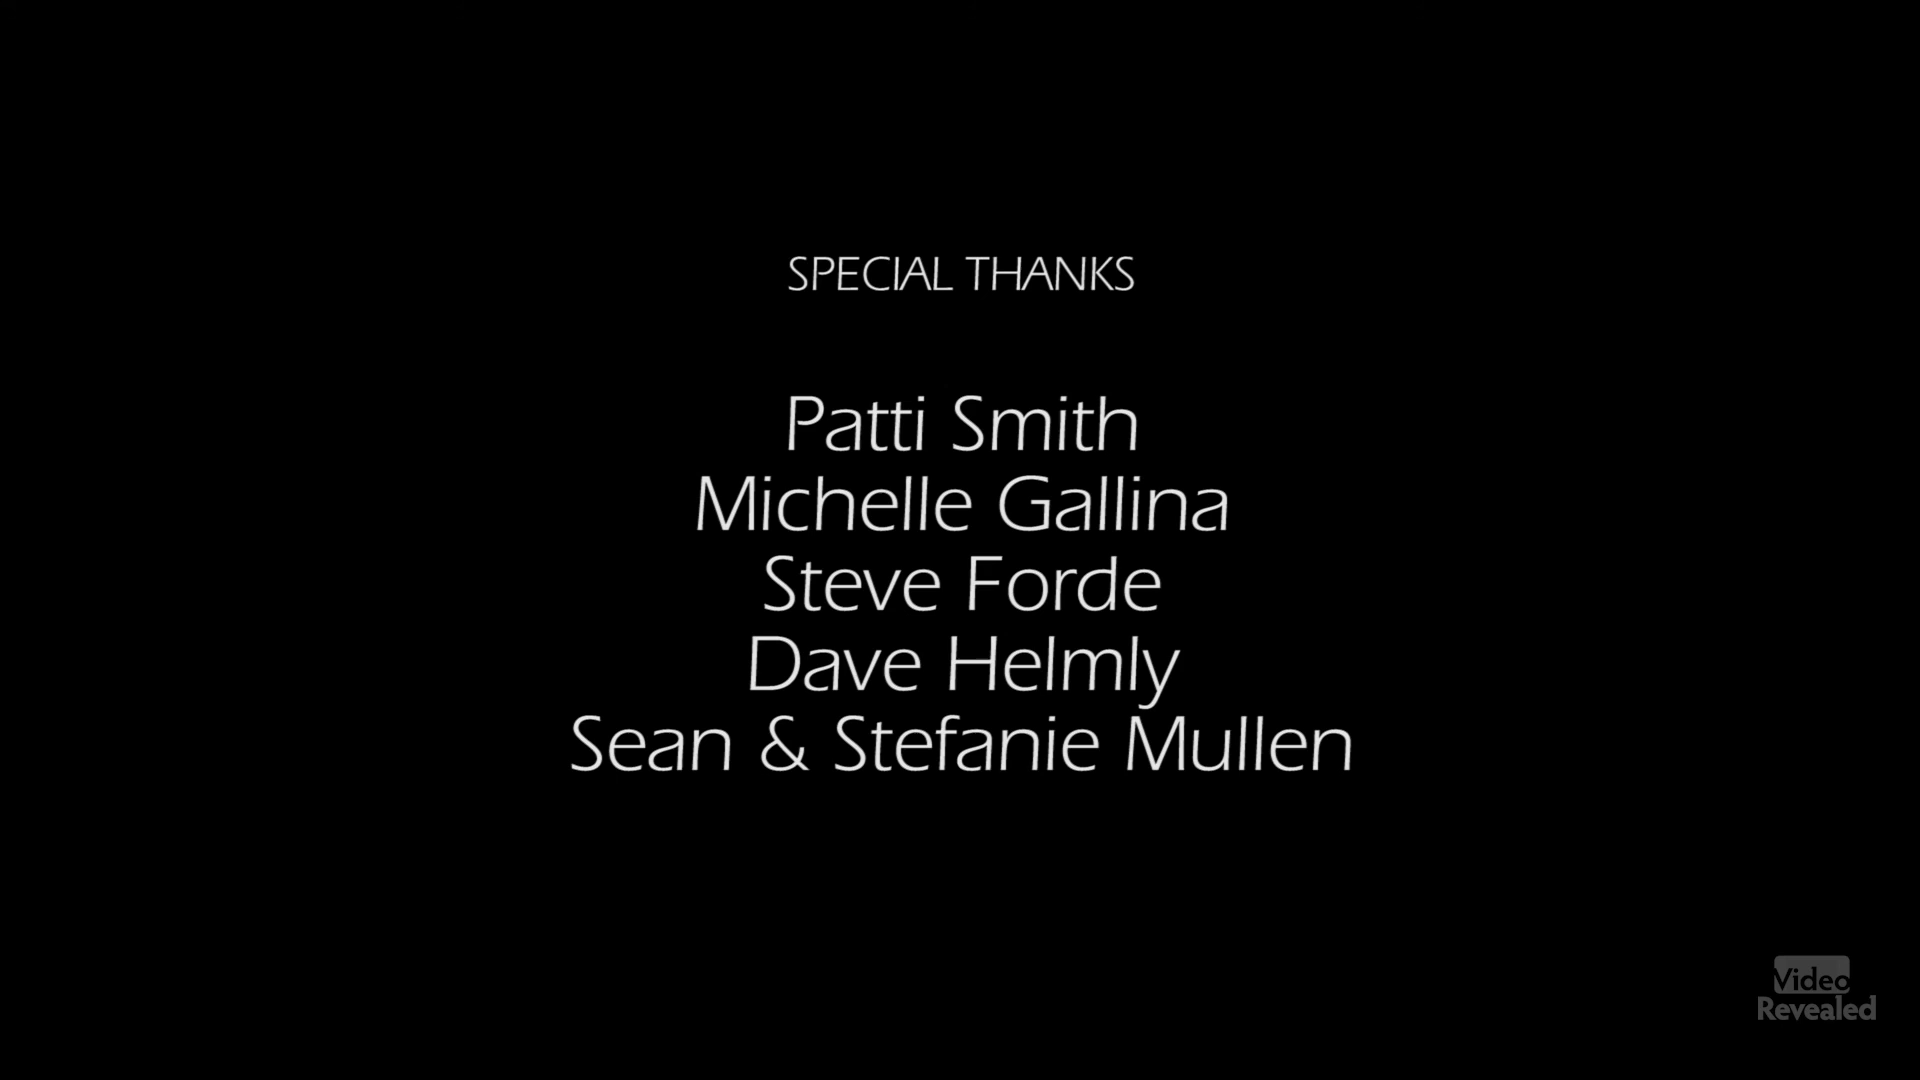 SPECIAL THANKS
Patti Smith
Michelle Gallina
Steve Forde
Dave Helmly
Sean & Stefanie Mullen
Video
Revealed